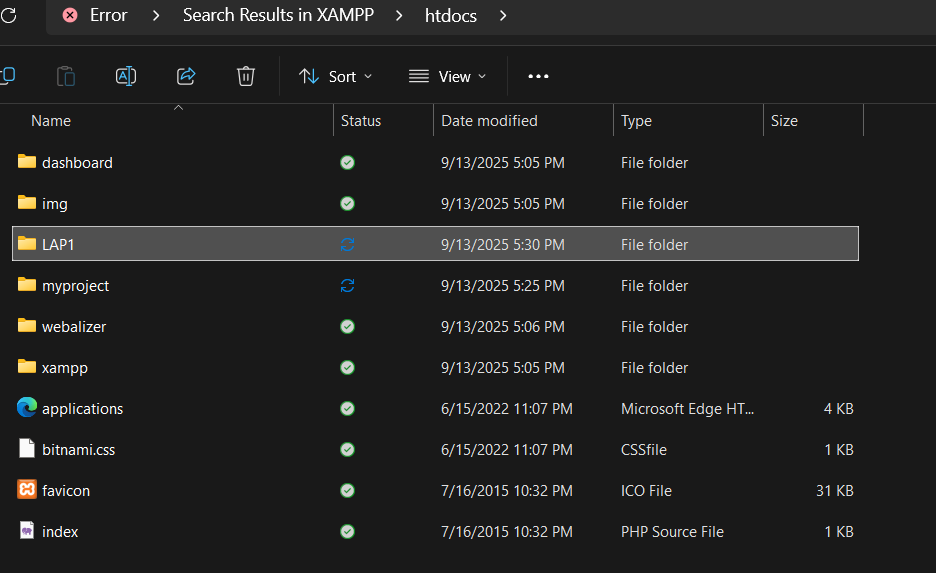 Error > Search Results in XAMPP > htdocs >
Sort View
Name Status Date modified Type Size
dashboard 9/13/2025 5:05 PM File folder
img 9/13/2025 5:05 PM File folder
LAP1 9/13/2025 5:30 PM File folder
myproject 9/13/2025 5:25 PM File folder
webalizer 9/13/2025 5:06 PM File folder
xampp 9/13/2025 5:05 PM File folder
applications 6/15/2022 11:07 PM Microsoft Edge HT... 4 KB
bitnami.css 6/15/2022 11:07 PM CSSfile 1 KB
favicon 7/16/2015 10:32 PM ICO File 31 KB
index 7/16/2015 10:32 PM PHP Source File 1 KB